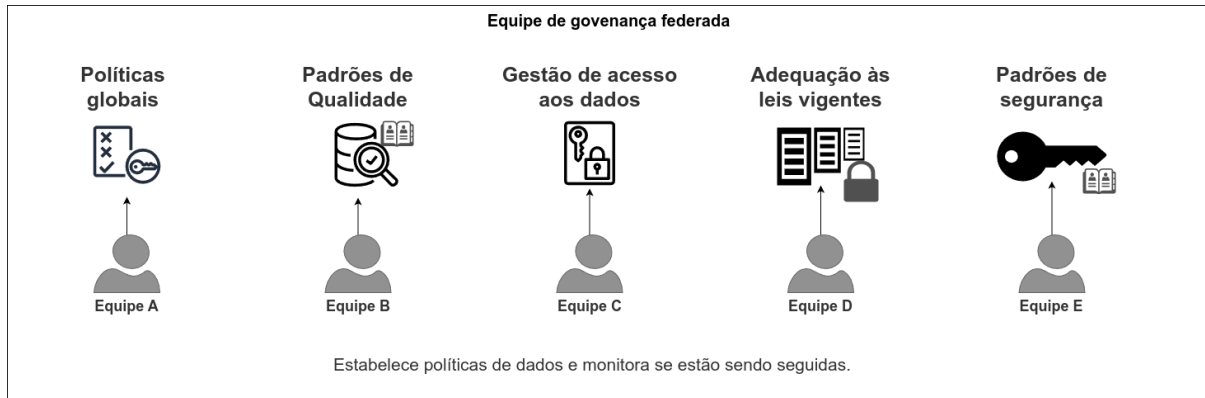 Equipe de govenança federada
Políticas
globais
Padrões de
Qualidade
Gestão de acesso
aos dados
Adequação às
leis vigentes
Padrões de
segurança
Equipe A
Equipe B
Equipe C
Equipe D
Equipe E
Estabelece políticas de dados e monitora se estão sendo seguidas.